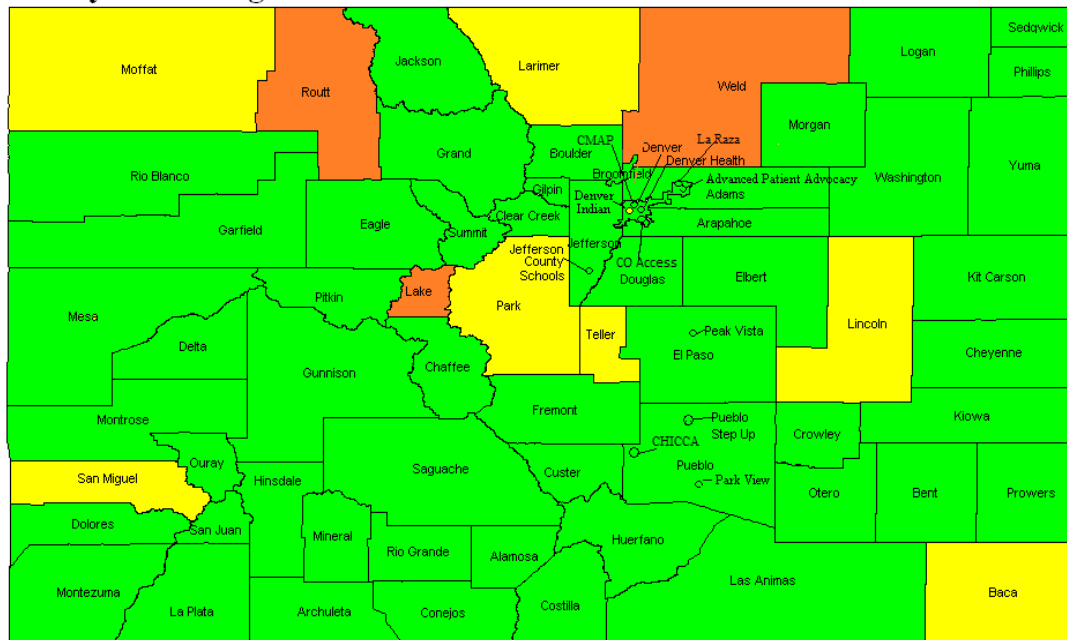 Sedgwick
Logan
Moffat
Jackson
Larimer
Phillips
Routt
Weld
Morgan
CMAP
Denver
La Raza
Grand
Boulder
Denver Health
Yuma
Rio Blanco
Broomfield
Washington
Advanced Patient Advocacy
Gilpin
Adams
Denver
Indian
Clear Creek
Arapahoe
Eagle
Garfield
Summit
Jefferson
Jefferson
County
Schools
CO Access
Douglas
Elbert
Kit Carson
Lake
Pitkin
Park
Mesa
Lincoln
Teller
Peak Vista
Delta
El Paso
Cheyenne
Chaffee
Gunnison
Fremont
Kiowa
Montrose
Pueblo
Step Up
Crowley
CHICCA
Ouray
Saguache
Custer
Pueblo
San Miguel
Hinsdale
Park View
Otero
Bent
Prowers
Dolores
San Juan
Mineral
Huerfano
Rio Grande
Alamosa
Las Animas
Montezuma
Baca
La Plata
Archuleta
Conejos
Costilla